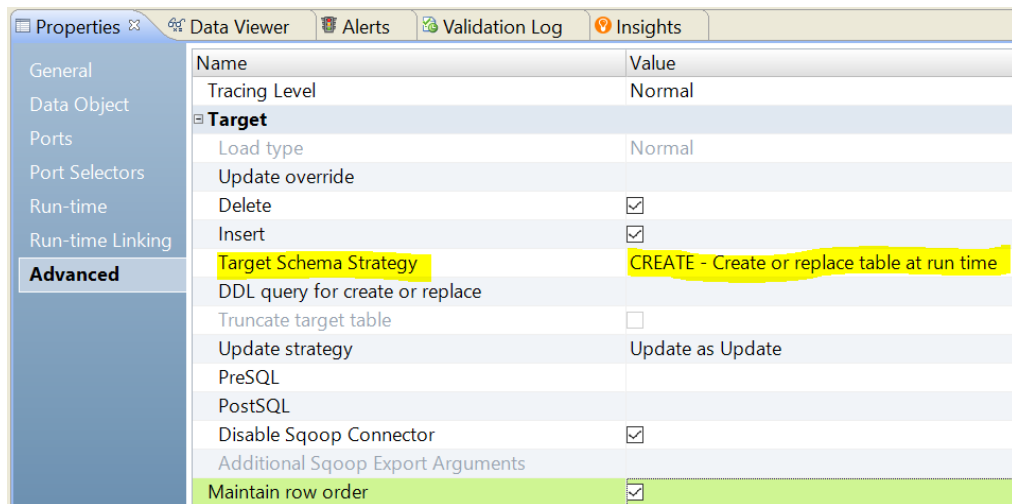 Properties Data Viewer Alerts Validation Log Insights
General
Data Object
Ports
Port Selectors
Run-time
Run-time Linking
Advanced
Name Value
Tracing Level Normal
Target
Load type Normal
Update override
Delete
Insert
Target Schema Strategy CREATE - Create or replace table at run time
DDL query for create or replace
Truncate target table
Update strategy Update as Update
PreSQL
PostSQL
Disable Sqoop Connector
Additional Sqoop Export Arguments
Maintain row order